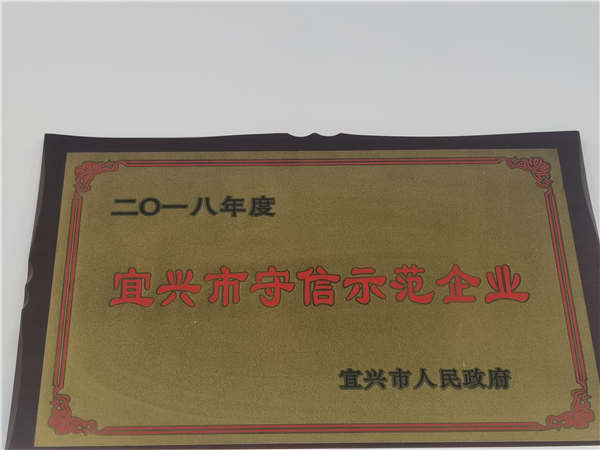 二〇一八年度
宜兴市守信示范企业
宜兴市人民政府